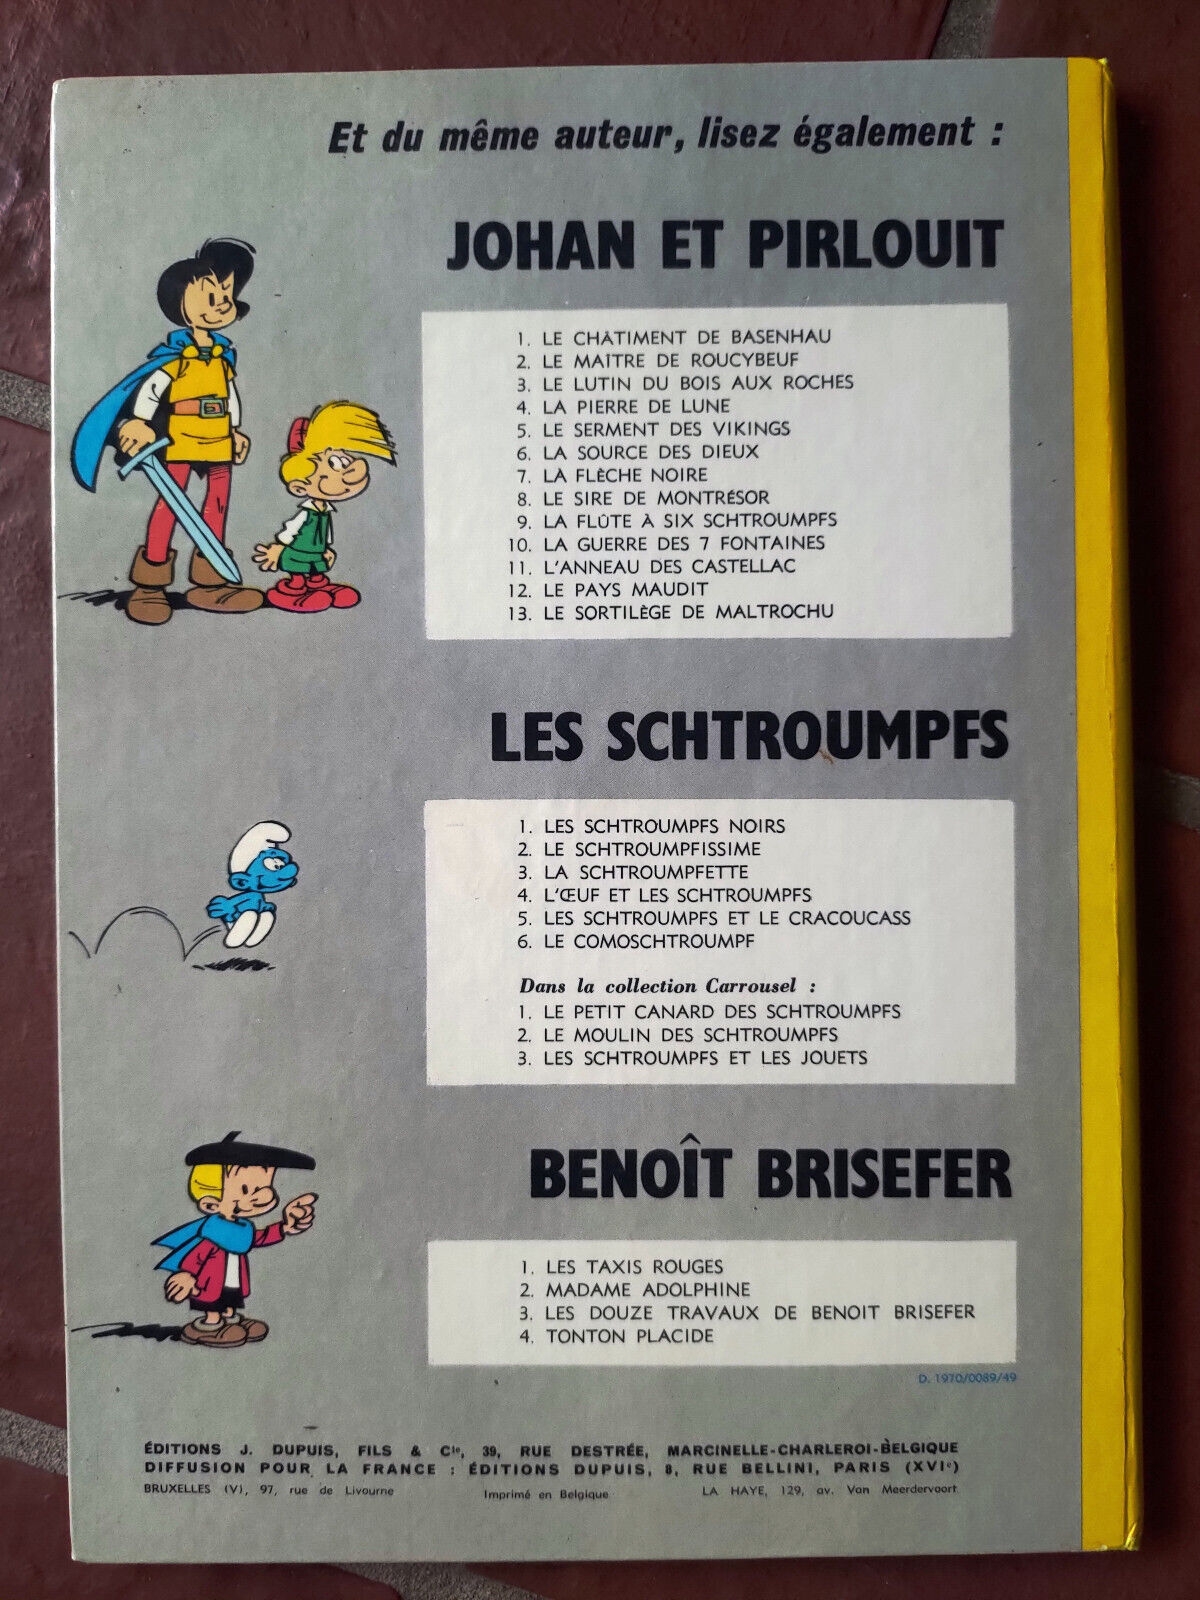 Et du même auteur, lisez également :
JOHAN ET PIRLOUIT
1. LE CHÂTIMENT DE BASENHAU
2. LE MAITRE DE ROUCYBEUF
3. LE LUTIN DU BOIS AUX ROCHES
4. LA PIERRE DE LUNE
5. LE SERMENT DES VIKINGS
6. LA SOURCE DES DIEUX
7. LA FLÈCHE NOIRE
8. LE SIRE DE MONTRÉSOR
9. LA FLÛTE À SIX SCHTROUMPFS
10. LA GUERRE DES 7 FONTAINES
11. L'ANNEAU DES CASTELLAC
12. LE PAYS MAUDIT
13. LE SORTILÈGE DE MALTROCHU
LES SCHTROUMPFS
1. LES SCHTROUMPFS NOIRS
2. LE SCHTROUMPFISSIME
3. LA SCHTROUMPFETTE
4. L'ŒUF ET LES SCHTROUMPFS
5. LES SCHTROUMPFS ET LE CRACOUCASS
6. LE COMOSCHTROUMPF
Dans la collection Carrousel :
1. LE PETIT CANARD DES SCHTROUMPFS
2. LE MOULIN DES SCHTROUMPFS
3. LES SCHTROUMPFS ET LES JOUETS
BENOÎT BRISEFER
1. LES TAXIS ROUGES
2. MADAME ADOLPHINE
3. LES DOUZE TRAVAUX DE BENOIT BRISEFER
4. TONTON PLACIDE
D. 1970/0089/49
ÉDITIONS J. DUPUIS, FILS & Cie, 39, RUE DESTRÉE, MARCINELLE-CHARLEROI-BELGIQUE
DIFFUSION POUR LA FRANCE : ÉDITIONS DUPUIS, 8, RUE BELLINI, PARIS (XVIe)
BRUXELLES (V), 97, rue de Livourne Imprimé en Belgique LA HAYE, 129, av. Van Meerdervoort